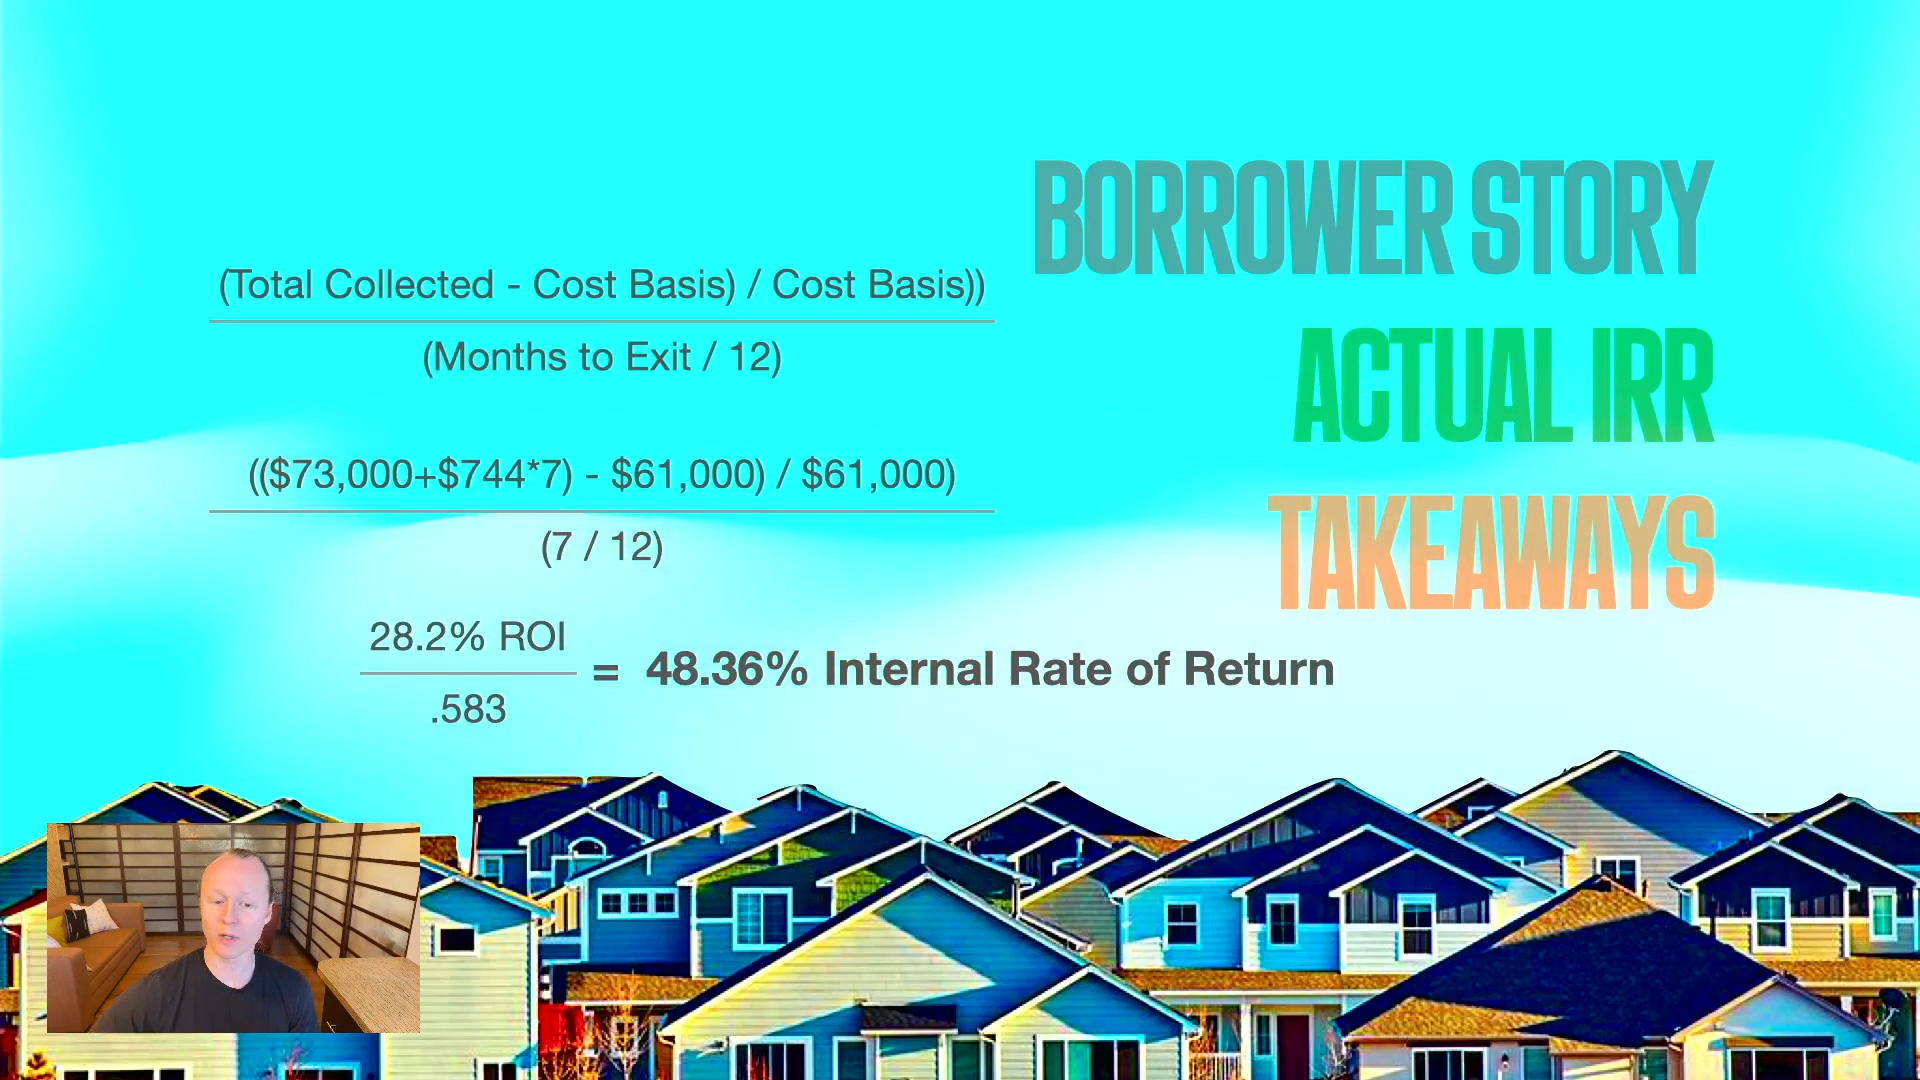 BORROWER STORY
(Total Collected - Cost Basis) / Cost Basis))
(Months to Exit / 12)
ACTUAL IRR
(($73,000+$744*7) - $61,000) / $61,000)
(7 / 12)
TAKEAWAYS
28.2% ROI
.583
= 48.36% Internal Rate of Return